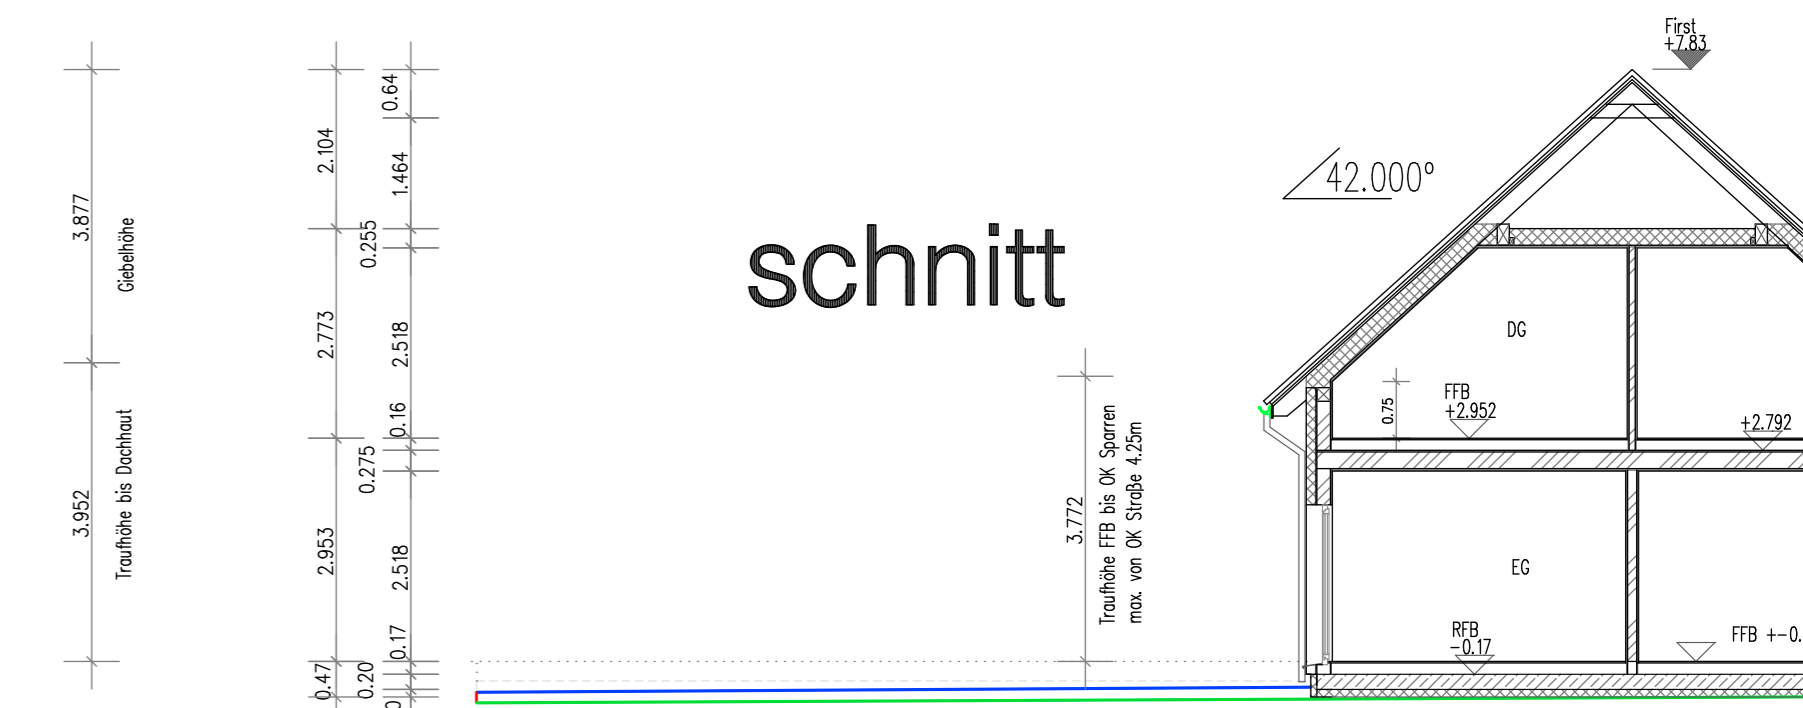 First
+7.83
42.000°
schnitt
3.877
Giebelhöhe
3.952
Traufhöhe bis Dachhaut
2.104
2.773
2.953
0.47
0.255
0.275
0.20
0.64
1.464
2.518
0.16
2.518
0.17
3.772
Traufhöhe FFB bis OK Sparren
max. von OK Straße 4.25m
DG
0.75
FFB
+2.952
+2.792
EG
RFB
-0.17
FFB +-0.